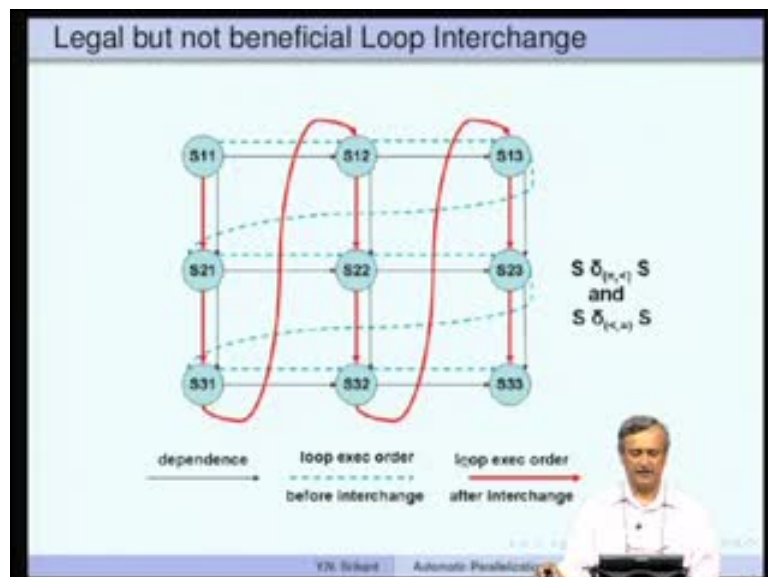 Legal but not beneficial Loop Interchange
S11 S12 S13
S21 S22 S23
S31 S32 S33
S δ(=,<) S
and
S δ(<,=) S
dependence
loop exec order
before interchange
loop exec order
after interchange
Y.N. Srikant
Automatic Parallelization